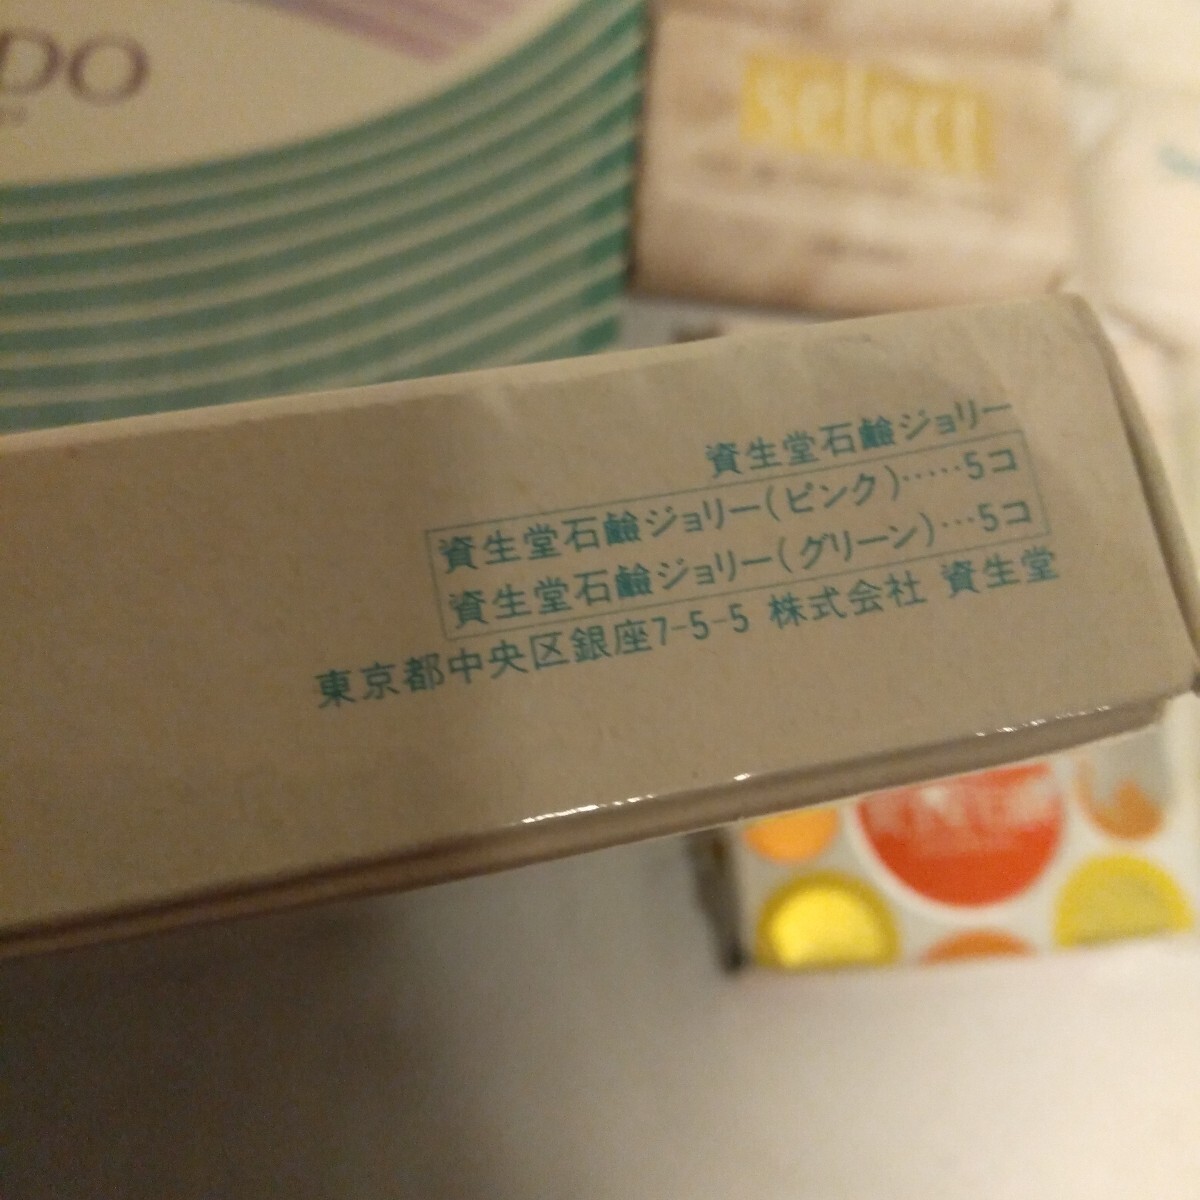 DO
select
資生堂石鹸ジョリー
資生堂石鹸ジョリー(ピンク)……5コ
資生堂石鹸ジョリー(グリーン)…5コ
東京都中央区銀座7-5-5 株式会社 資生堂